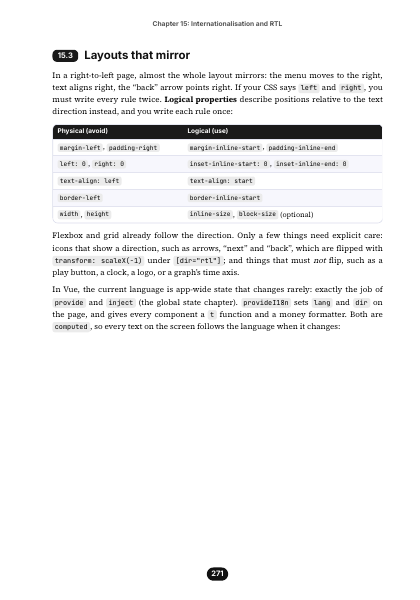 Chapter 15: Internationalisation and RTL
15.3 Layouts that mirror
In a right-to-left page, almost the whole layout mirrors: the menu moves to the right,
text aligns right, the “back” arrow points right. If your CSS says left and right, you
must write every rule twice. Logical properties describe positions relative to the text
direction instead, and you write each rule once:
Physical (avoid) Logical (use)
margin-left, padding-right margin-inline-start, padding-inline-end
left: 0, right: 0 inset-inline-start: 0, inset-inline-end: 0
text-align: left text-align: start
border-left border-inline-start
width, height inline-size, block-size (optional)
Flexbox and grid already follow the direction. Only a few things need explicit care:
icons that show a direction, such as arrows, “next” and “back”, which are flipped with
transform: scaleX(-1) under [dir="rtl"]; and things that must not flip, such as a
play button, a clock, a logo, or a graph’s time axis.
In Vue, the current language is app-wide state that changes rarely: exactly the job of
provide and inject (the global state chapter). provideI18n sets lang and dir on
the page, and gives every component a t function and a money formatter. Both are
computed, so every text on the screen follows the language when it changes:
271